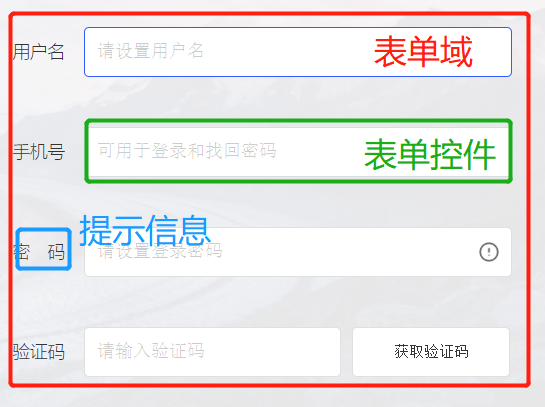 用户名 请设置用户名 表单域
手机号 可用于登录和找回密码 表单控件
提示信息
密 码 请设置登录密码
验证码 请输入验证码 获取验证码